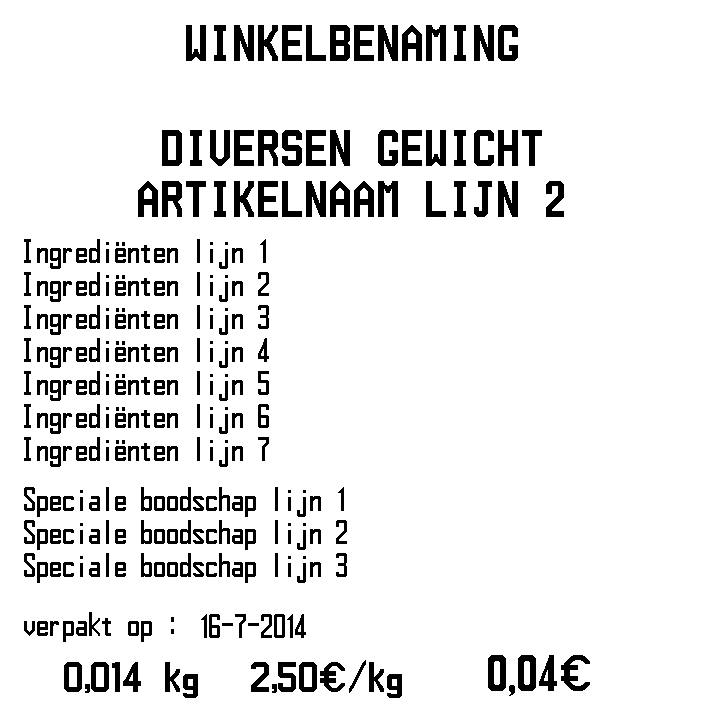 WINKELBENAMING
DIVERSEN GEWICHT
ARTIKELNAAM LIJN 2
Ingrediënten lijn 1
Ingrediënten lijn 2
Ingrediënten lijn 3
Ingrediënten lijn 4
Ingrediënten lijn 5
Ingrediënten lijn 6
Ingrediënten lijn 7
Speciale boodschap lijn 1
Speciale boodschap lijn 2
Speciale boodschap lijn 3
verpakt op : 16-7-2014
0,014 kg 2,50€/kg 0,04€